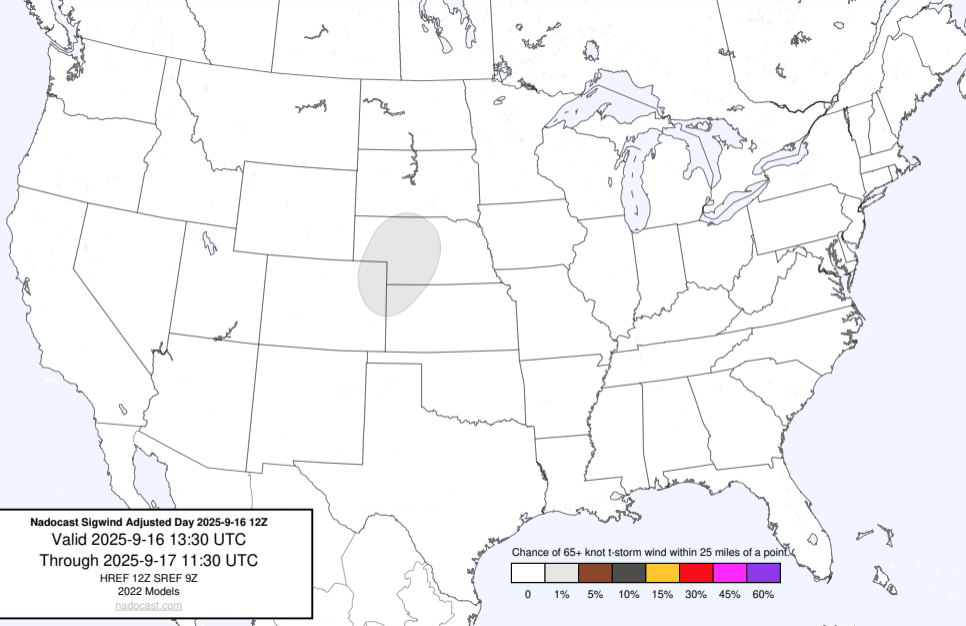 Nadocast Sigwind Adjusted Day 2025-9-16 12Z
Valid 2025-9-16 13:30 UTC
Through 2025-9-17 11:30 UTC
HREF 12Z SREF 9Z
2022 Models
nadocast.com
Chance of 65+ knot t-storm wind within 25 miles of a point.
0 1% 5% 10% 15% 30% 45% 60%